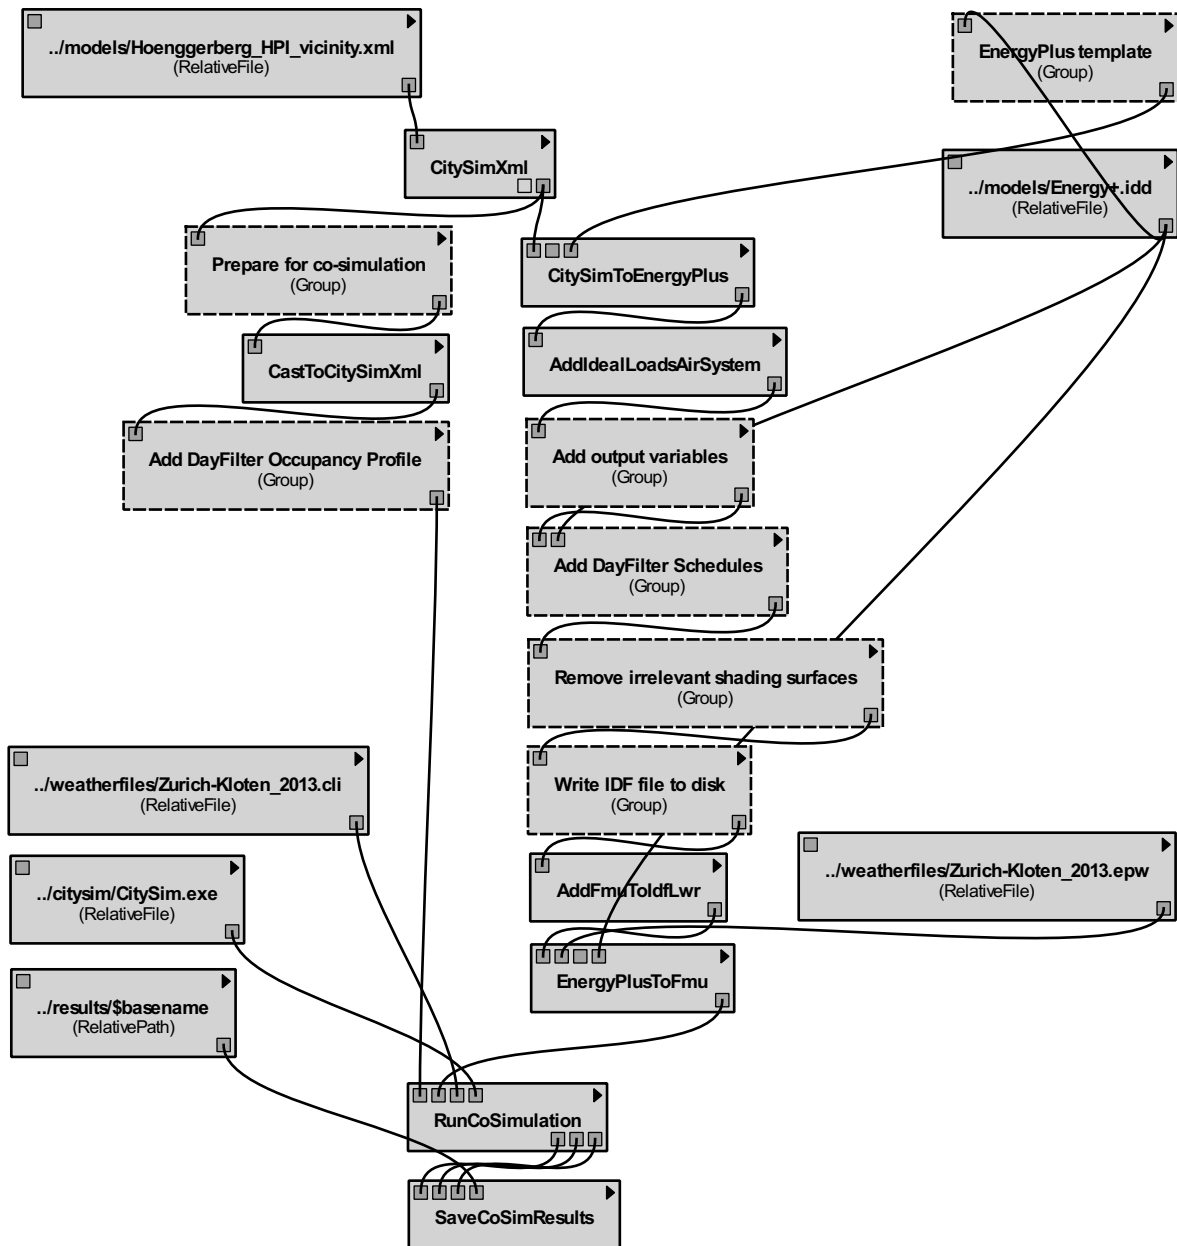 ../models/Hoenggerberg_HPI_vicinity.xml
(RelativeFile)
EnergyPlus template
(Group)
CitySimXml
../models/Energy+.idd
(RelativeFile)
Prepare for co-simulation
(Group)
CitySimToEnergyPlus
CastToCitySimXml
AddIdealLoadsAirSystem
Add DayFilter Occupancy Profile
(Group)
Add output variables
(Group)
Add DayFilter Schedules
(Group)
Remove irrelevant shading surfaces
(Group)
../weatherfiles/Zurich-Kloten_2013.cli
(RelativeFile)
Write IDF file to disk
(Group)
../citysim/CitySim.exe
(RelativeFile)
AddFmuToIdfLwr
../weatherfiles/Zurich-Kloten_2013.epw
(RelativeFile)
../results/$basename
(RelativePath)
EnergyPlusToFmu
RunCoSimulation
SaveCoSimResults